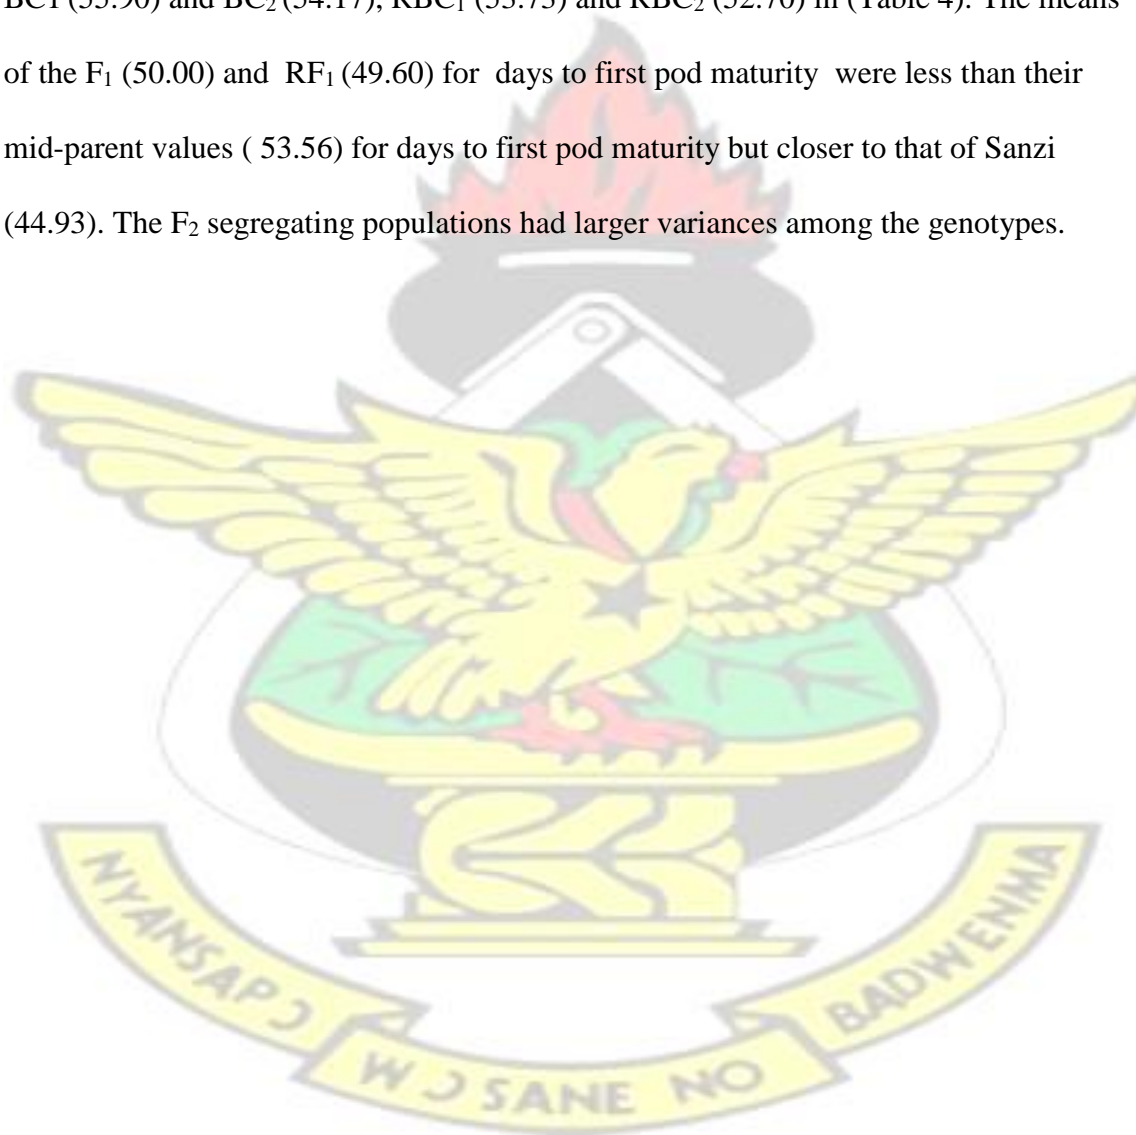 BC1 (55.90) and BC₂ (54.17), RBC₁ (53.73) and RBC₂ (52.70) in (Table 4). The means
of the F₁ (50.00) and RF₁ (49.60) for days to first pod maturity were less than their
mid-parent values ( 53.56) for days to first pod maturity but closer to that of Sanzi
(44.93). The F₂ segregating populations had larger variances among the genotypes.
NYANSAPƆ WƆSANE NO BADWENMA